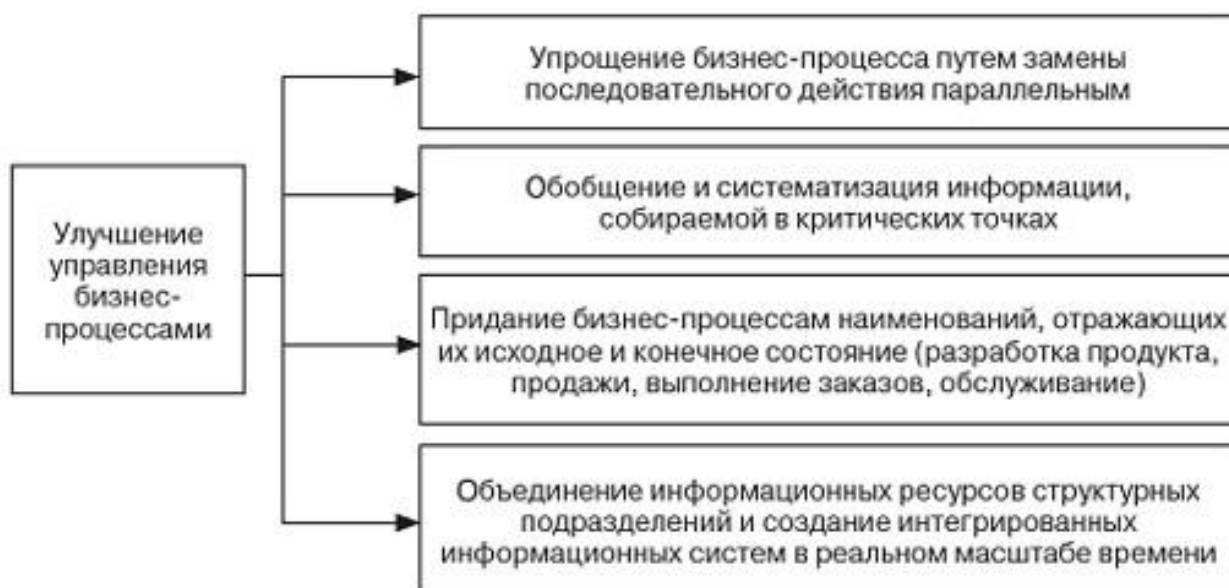 Улучшение
управления
бизнес-
процессами
Упрощение бизнес-процесса путем замены
последовательного действия параллельным
Обобщение и систематизация информации,
собираемой в критических точках
Придание бизнес-процессам наименований, отражающих
их исходное и конечное состояние (разработка продукта,
продажи, выполнение заказов, обслуживание)
Объединение информационных ресурсов структурных
подразделений и создание интегрированных
информационных систем в реальном масштабе времени